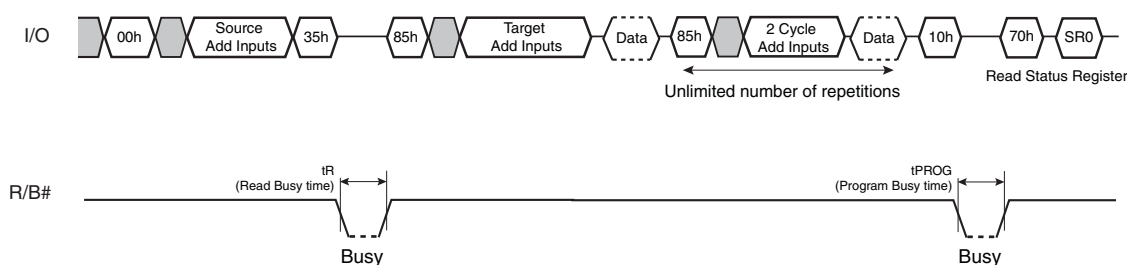 I/O
00h
Source
Add Inputs
35h
85h
Target
Add Inputs
Data
85h
2 Cycle
Add Inputs
Data
10h
70h
SR0
Read Status Register
Unlimited number of repetitions
R/B#
tR
(Read Busy time)
Busy
tPROG
(Program Busy time)
Busy